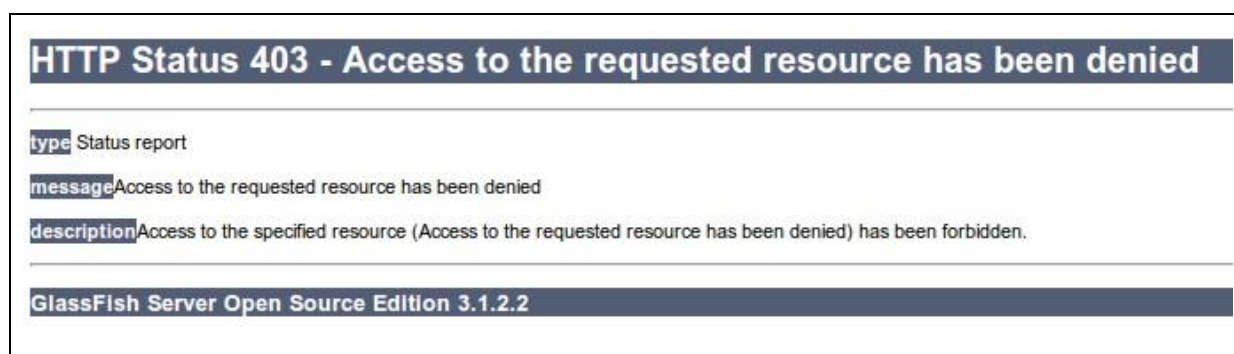 HTTP Status 403 - Access to the requested resource has been denied
type Status report
messageAccess to the requested resource has been denied
descriptionAccess to the specified resource (Access to the requested resource has been denied) has been forbidden.
GlassFish Server Open Source Edition 3.1.2.2